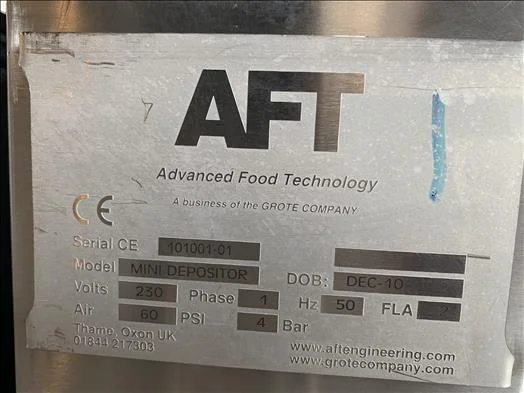 AFT
Advanced Food Technology
A business of the GROTE COMPANY
CE
Serial CE 101001-01
Model MINI DEPOSITOR DOB: DEC-10
Volts 230 Phase 1 Hz 50 FLA 2
Air 60 PSI 4 Bar
Thame, Oxon UK
01844 217303
www.aftengineering.com
www.grotecompany.com